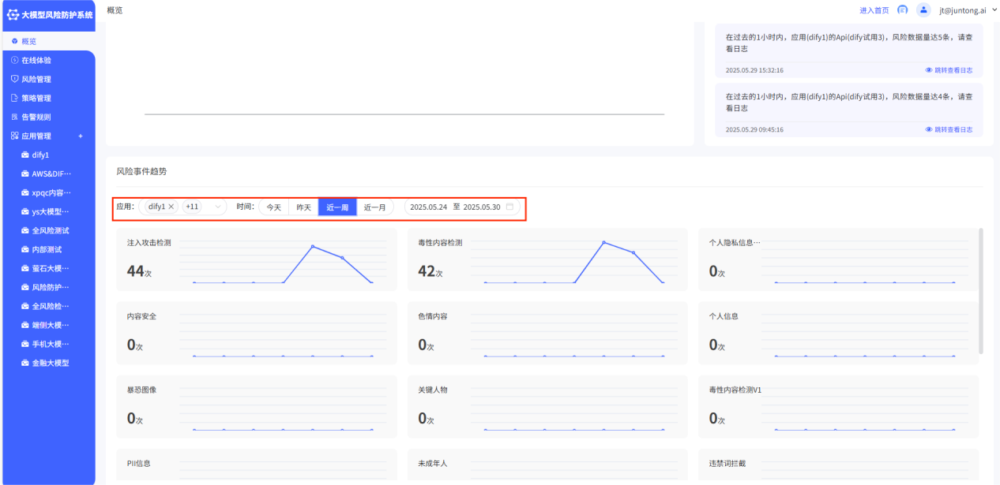 大模型风险防护系统
概览
进入首页
jt@juntong.ai
概览
在线体验
风险管理
策略管理
告警规则
应用管理 +
dify1
AWS&DIF…
xpqc内容…
ys大模型…
全风险测试
内部测试
萤石大模…
风险防护…
全风险检…
端侧大模…
手机大模…
金融大模型
在过去的1小时内，应用(dify1)的Api(dify试用3)，风险数据量达5条，请查
看日志
2025.05.29 15:32:16 跳转查看日志
在过去的1小时内，应用(dify1)的Api(dify试用3)，风险数据量达4条，请查
看日志
2025.05.29 09:45:16 跳转查看日志
风险事件趋势
应用： dify1 × +11 时间： 今天 昨天 近一周 近一月 2025.05.24 至 2025.05.30
注入攻击检测
44次
毒性内容检测
42次
个人隐私信息…
0次
内容安全
0次
色情内容
0次
个人信息
0次
暴恐图像
0次
关键人物
0次
毒性内容检测V1
0次
PII信息
未成年人
违禁词拦截